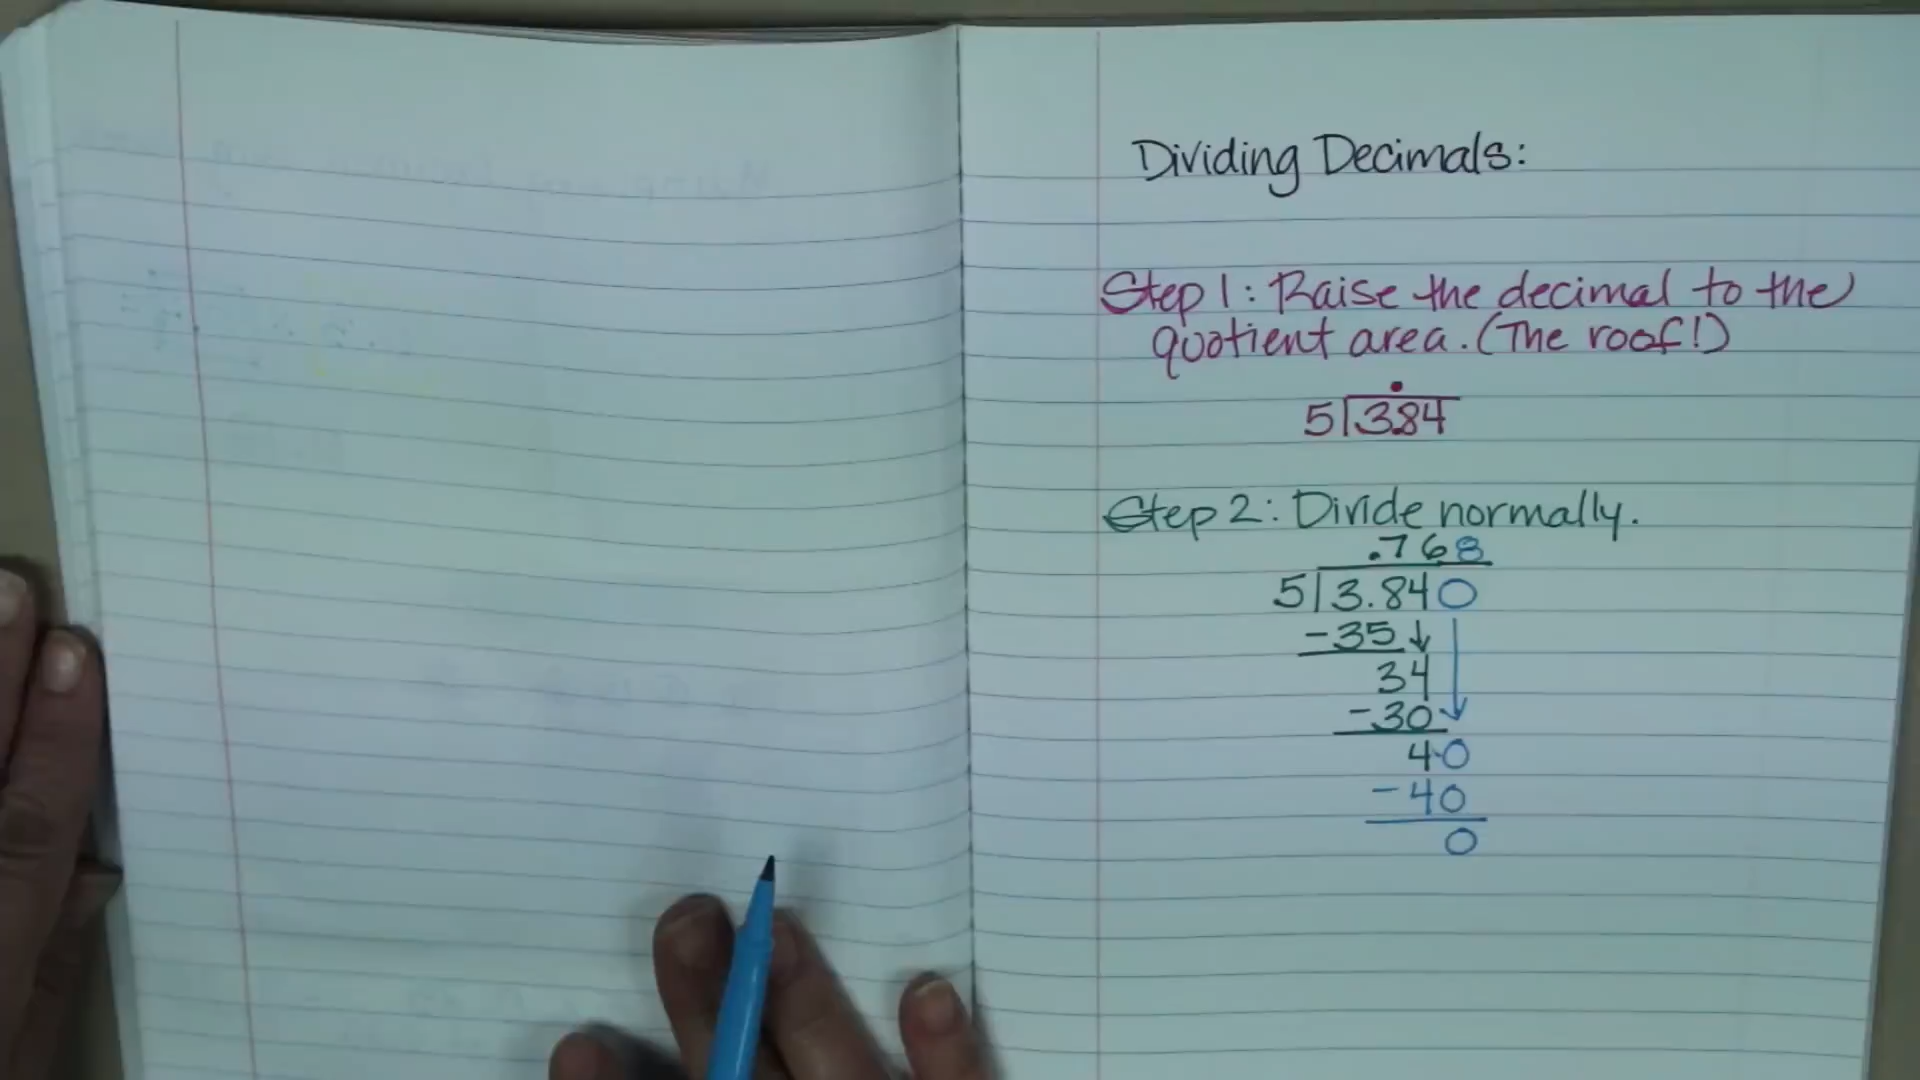 Dividing Decimals:
Step 1: Raise the decimal to the
quotient area. (The roof!)
.
5 3.84
Step 2: Divide normally.
.768
5 3.840
-35↓
34
-30
40
-40
0